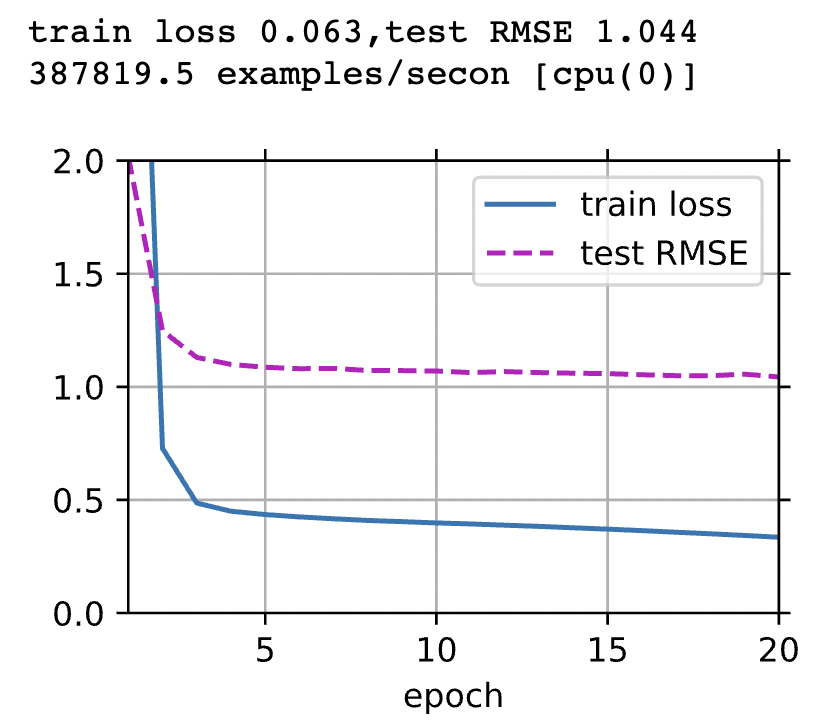 train loss 0.063,test RMSE 1.044
387819.5 examples/secon [cpu(0)]
2.0
train loss
test RMSE
1.5
1.0
0.5
0.0
5 10 15 20
epoch